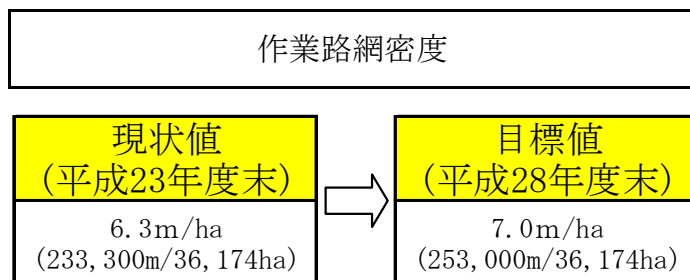 作業路網密度
現状値
(平成23年度末)
6.3m/ha
(233,300m/36,174ha)
目標値
(平成28年度末)
7.0m/ha
(253,000m/36,174ha)